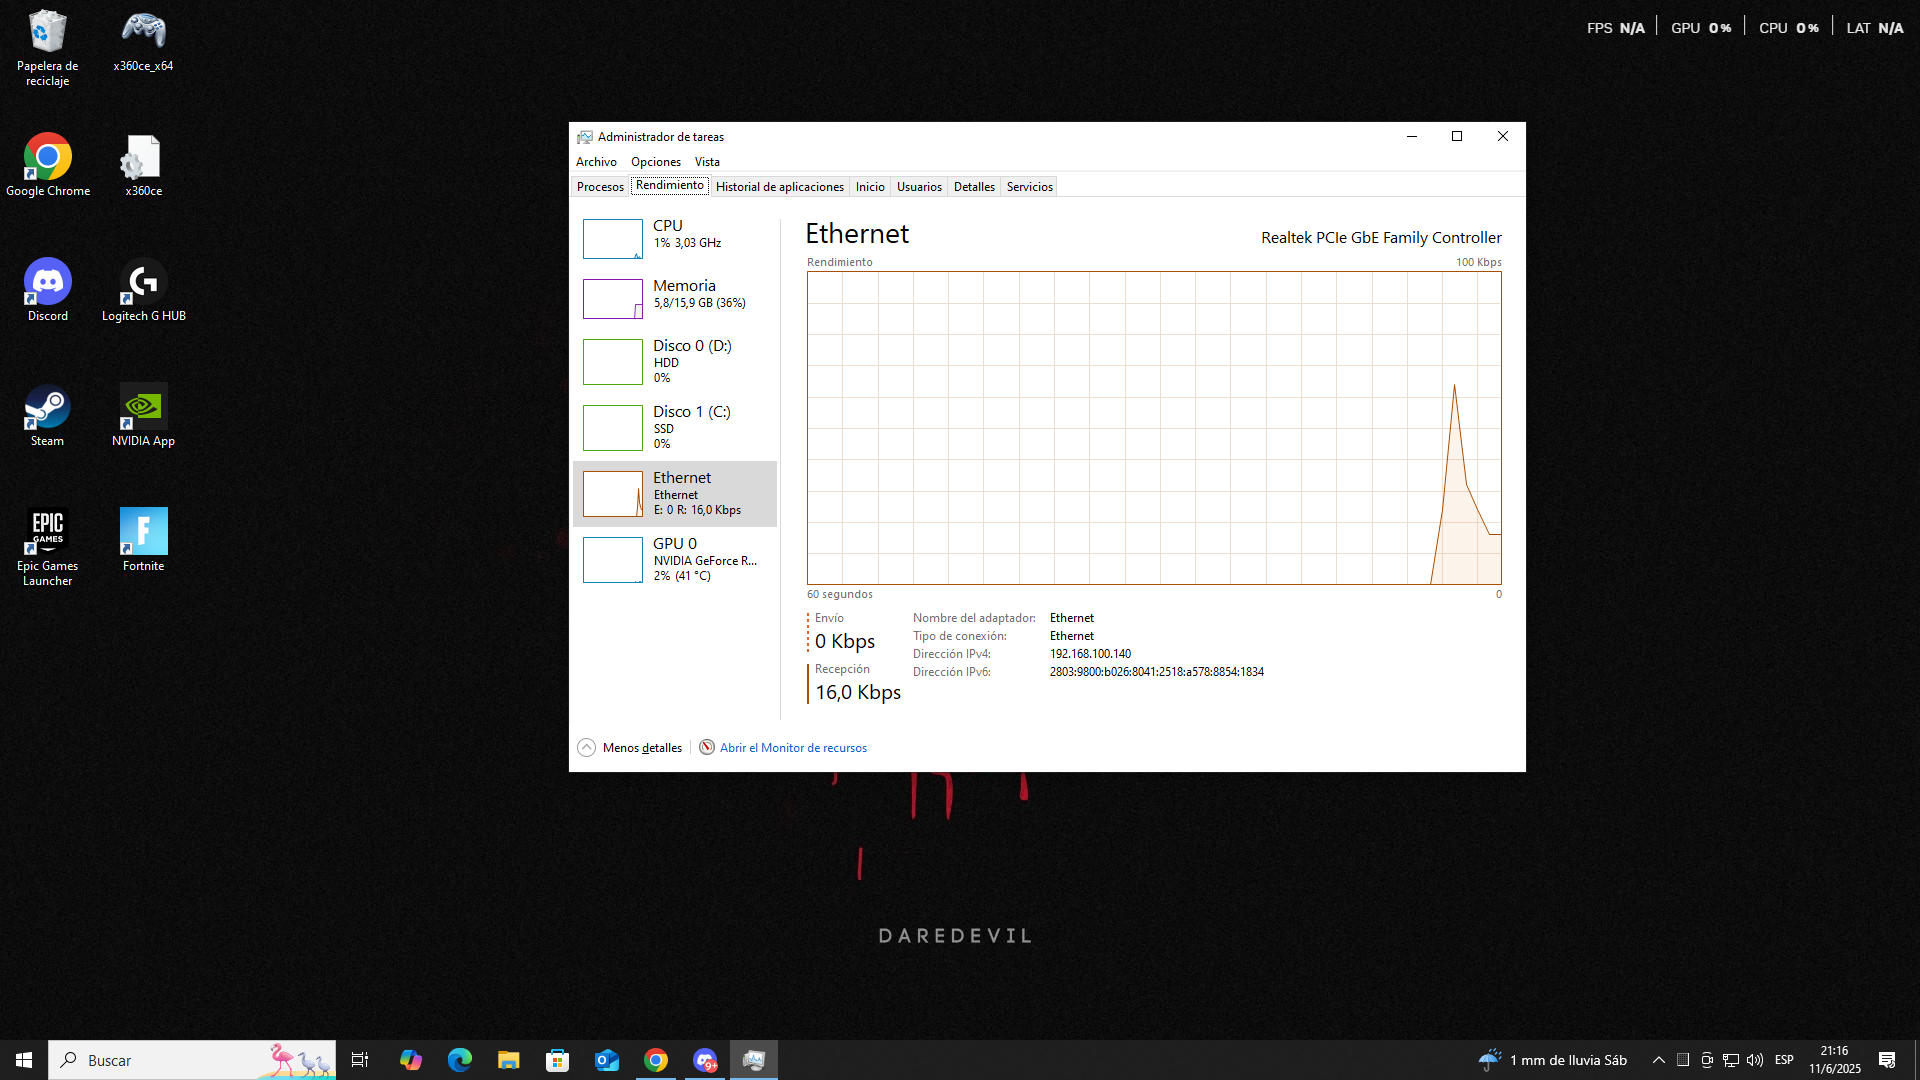 Papelera de
reciclaje
x360ce_x64
Google Chrome
x360ce
Discord
Logitech G HUB
Steam
NVIDIA App
EPIC
GAMES
Epic Games
Launcher
Fortnite
FPS N/A GPU 0% CPU 0% LAT N/A
Administrador de tareas
Archivo Opciones Vista
Procesos Rendimiento Historial de aplicaciones Inicio Usuarios Detalles Servicios
CPU
1% 3,03 GHz
Memoria
5,8/15,9 GB (36%)
Disco 0 (D:)
HDD
0%
Disco 1 (C:)
SSD
0%
Ethernet
Ethernet
E: 0 R: 16,0 Kbps
GPU 0
NVIDIA GeForce R...
2% (41 °C)
Ethernet
Realtek PCIe GbE Family Controller
Rendimiento 100 Kbps
60 segundos 0
Envío
0 Kbps
Recepción
16,0 Kbps
Nombre del adaptador: Ethernet
Tipo de conexión: Ethernet
Dirección IPv4: 192.168.100.140
Dirección IPv6: 2803:9800:b026:8041:2518:a578:8854:1834
Menos detalles Abrir el Monitor de recursos
DAREDEVIL
Buscar
9+
1 mm de lluvia Sáb
ESP
21:16
11/6/2025